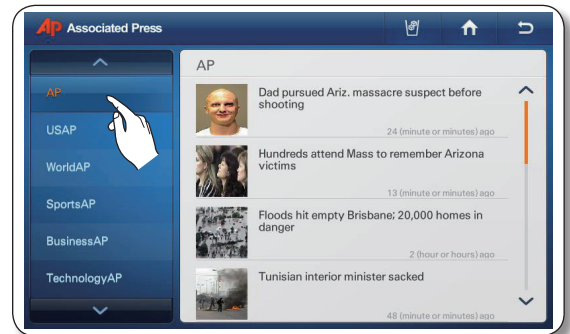 AP Associated Press
AP
USAP
WorldAP
SportsAP
BusinessAP
TechnologyAP
AP
Dad pursued Ariz. massacre suspect before
shooting
24 (minute or minutes) ago
Hundreds attend Mass to remember Arizona
victims
13 (minute or minutes) ago
Floods hit empty Brisbane; 20,000 homes in
danger
2 (hour or hours) ago
Tunisian interior minister sacked
48 (minute or minutes) ago